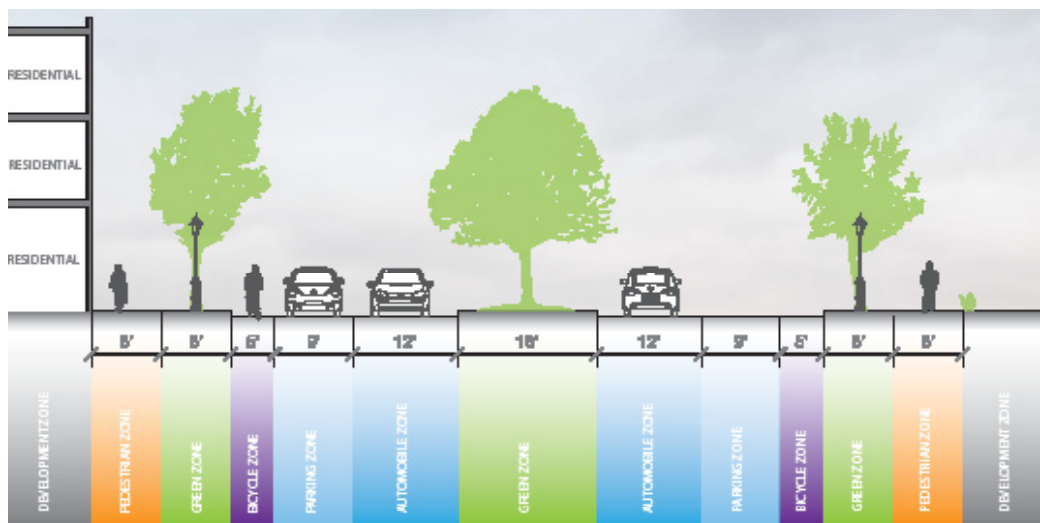 RESIDENTIAL
RESIDENTIAL
RESIDENTIAL
8' 8' 5' 9' 12' 16' 12' 9' 5' 8' 8'
DEVELOPMENT ZONE
PEDESTRIAN ZONE
GREEN ZONE
BICYCLE ZONE
PARKING ZONE
AUTOMOBILE ZONE
GREEN ZONE
AUTOMOBILE ZONE
PARKING ZONE
BICYCLE ZONE
GREEN ZONE
PEDESTRIAN ZONE
DEVELOPMENT ZONE